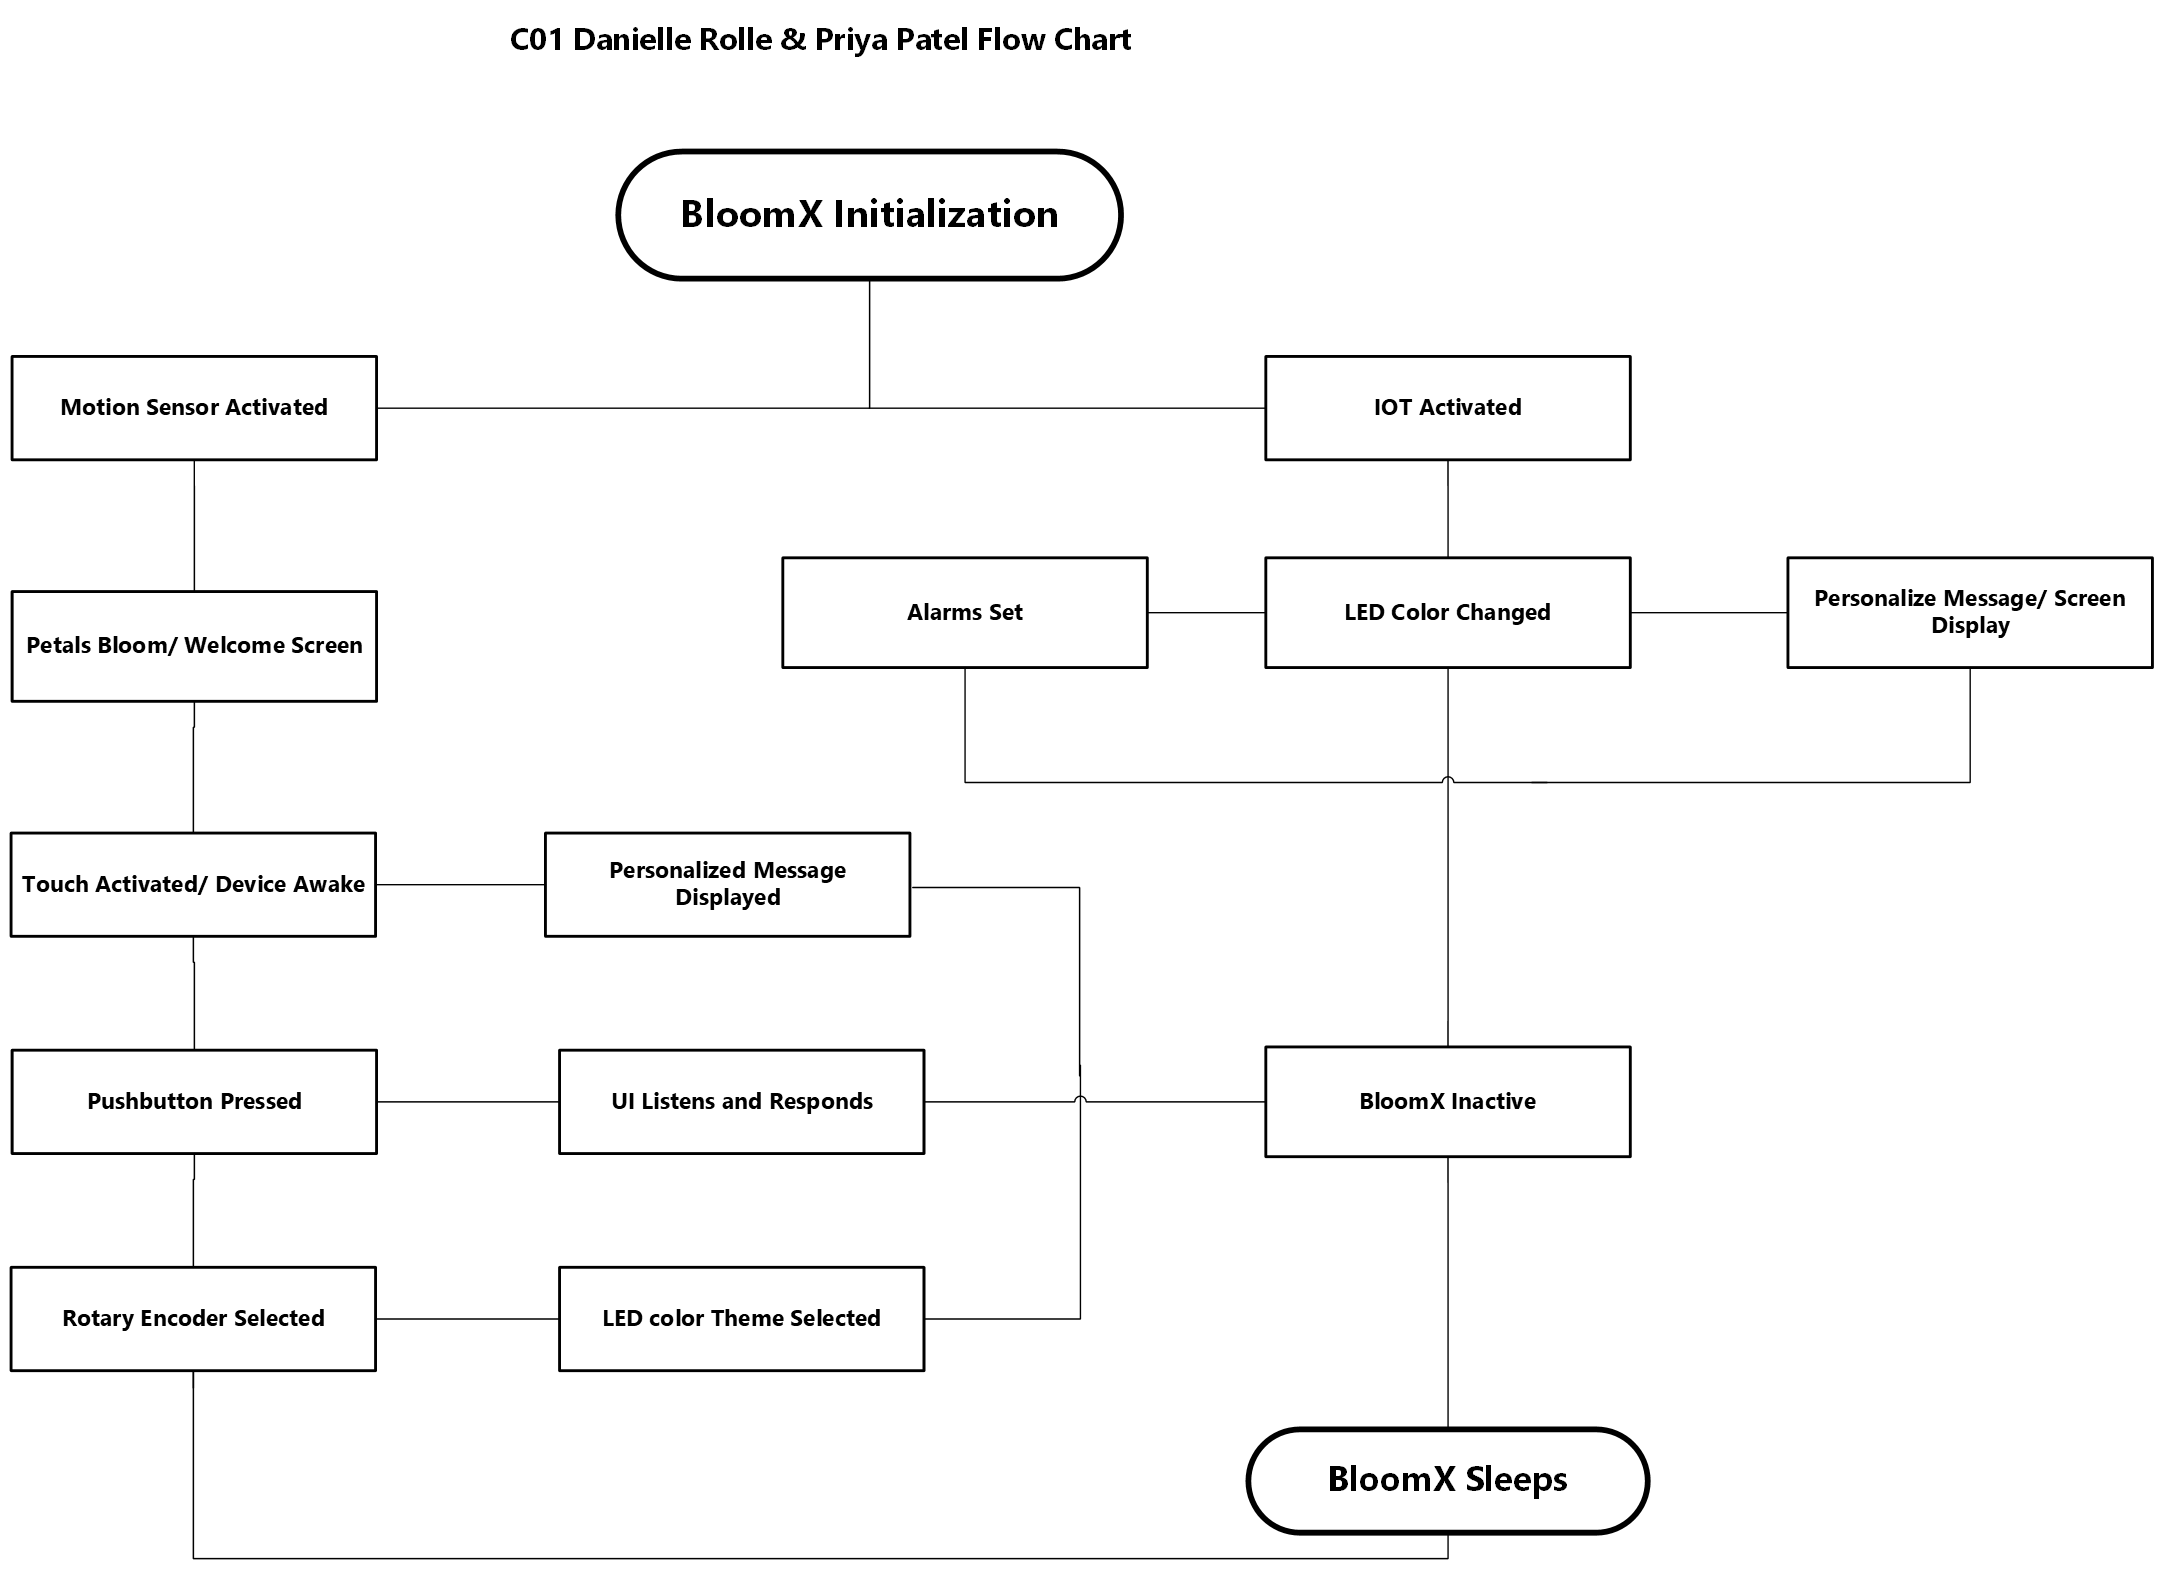 C01 Danielle Rolle & Priya Patel Flow Chart
BloomX Initialization
Motion Sensor Activated
IOT Activated
Alarms Set
LED Color Changed
Personalize Message/ Screen
Display
Petals Bloom/ Welcome Screen
Touch Activated/ Device Awake
Personalized Message
Displayed
Pushbutton Pressed
UI Listens and Responds
BloomX Inactive
Rotary Encoder Selected
LED color Theme Selected
BloomX Sleeps